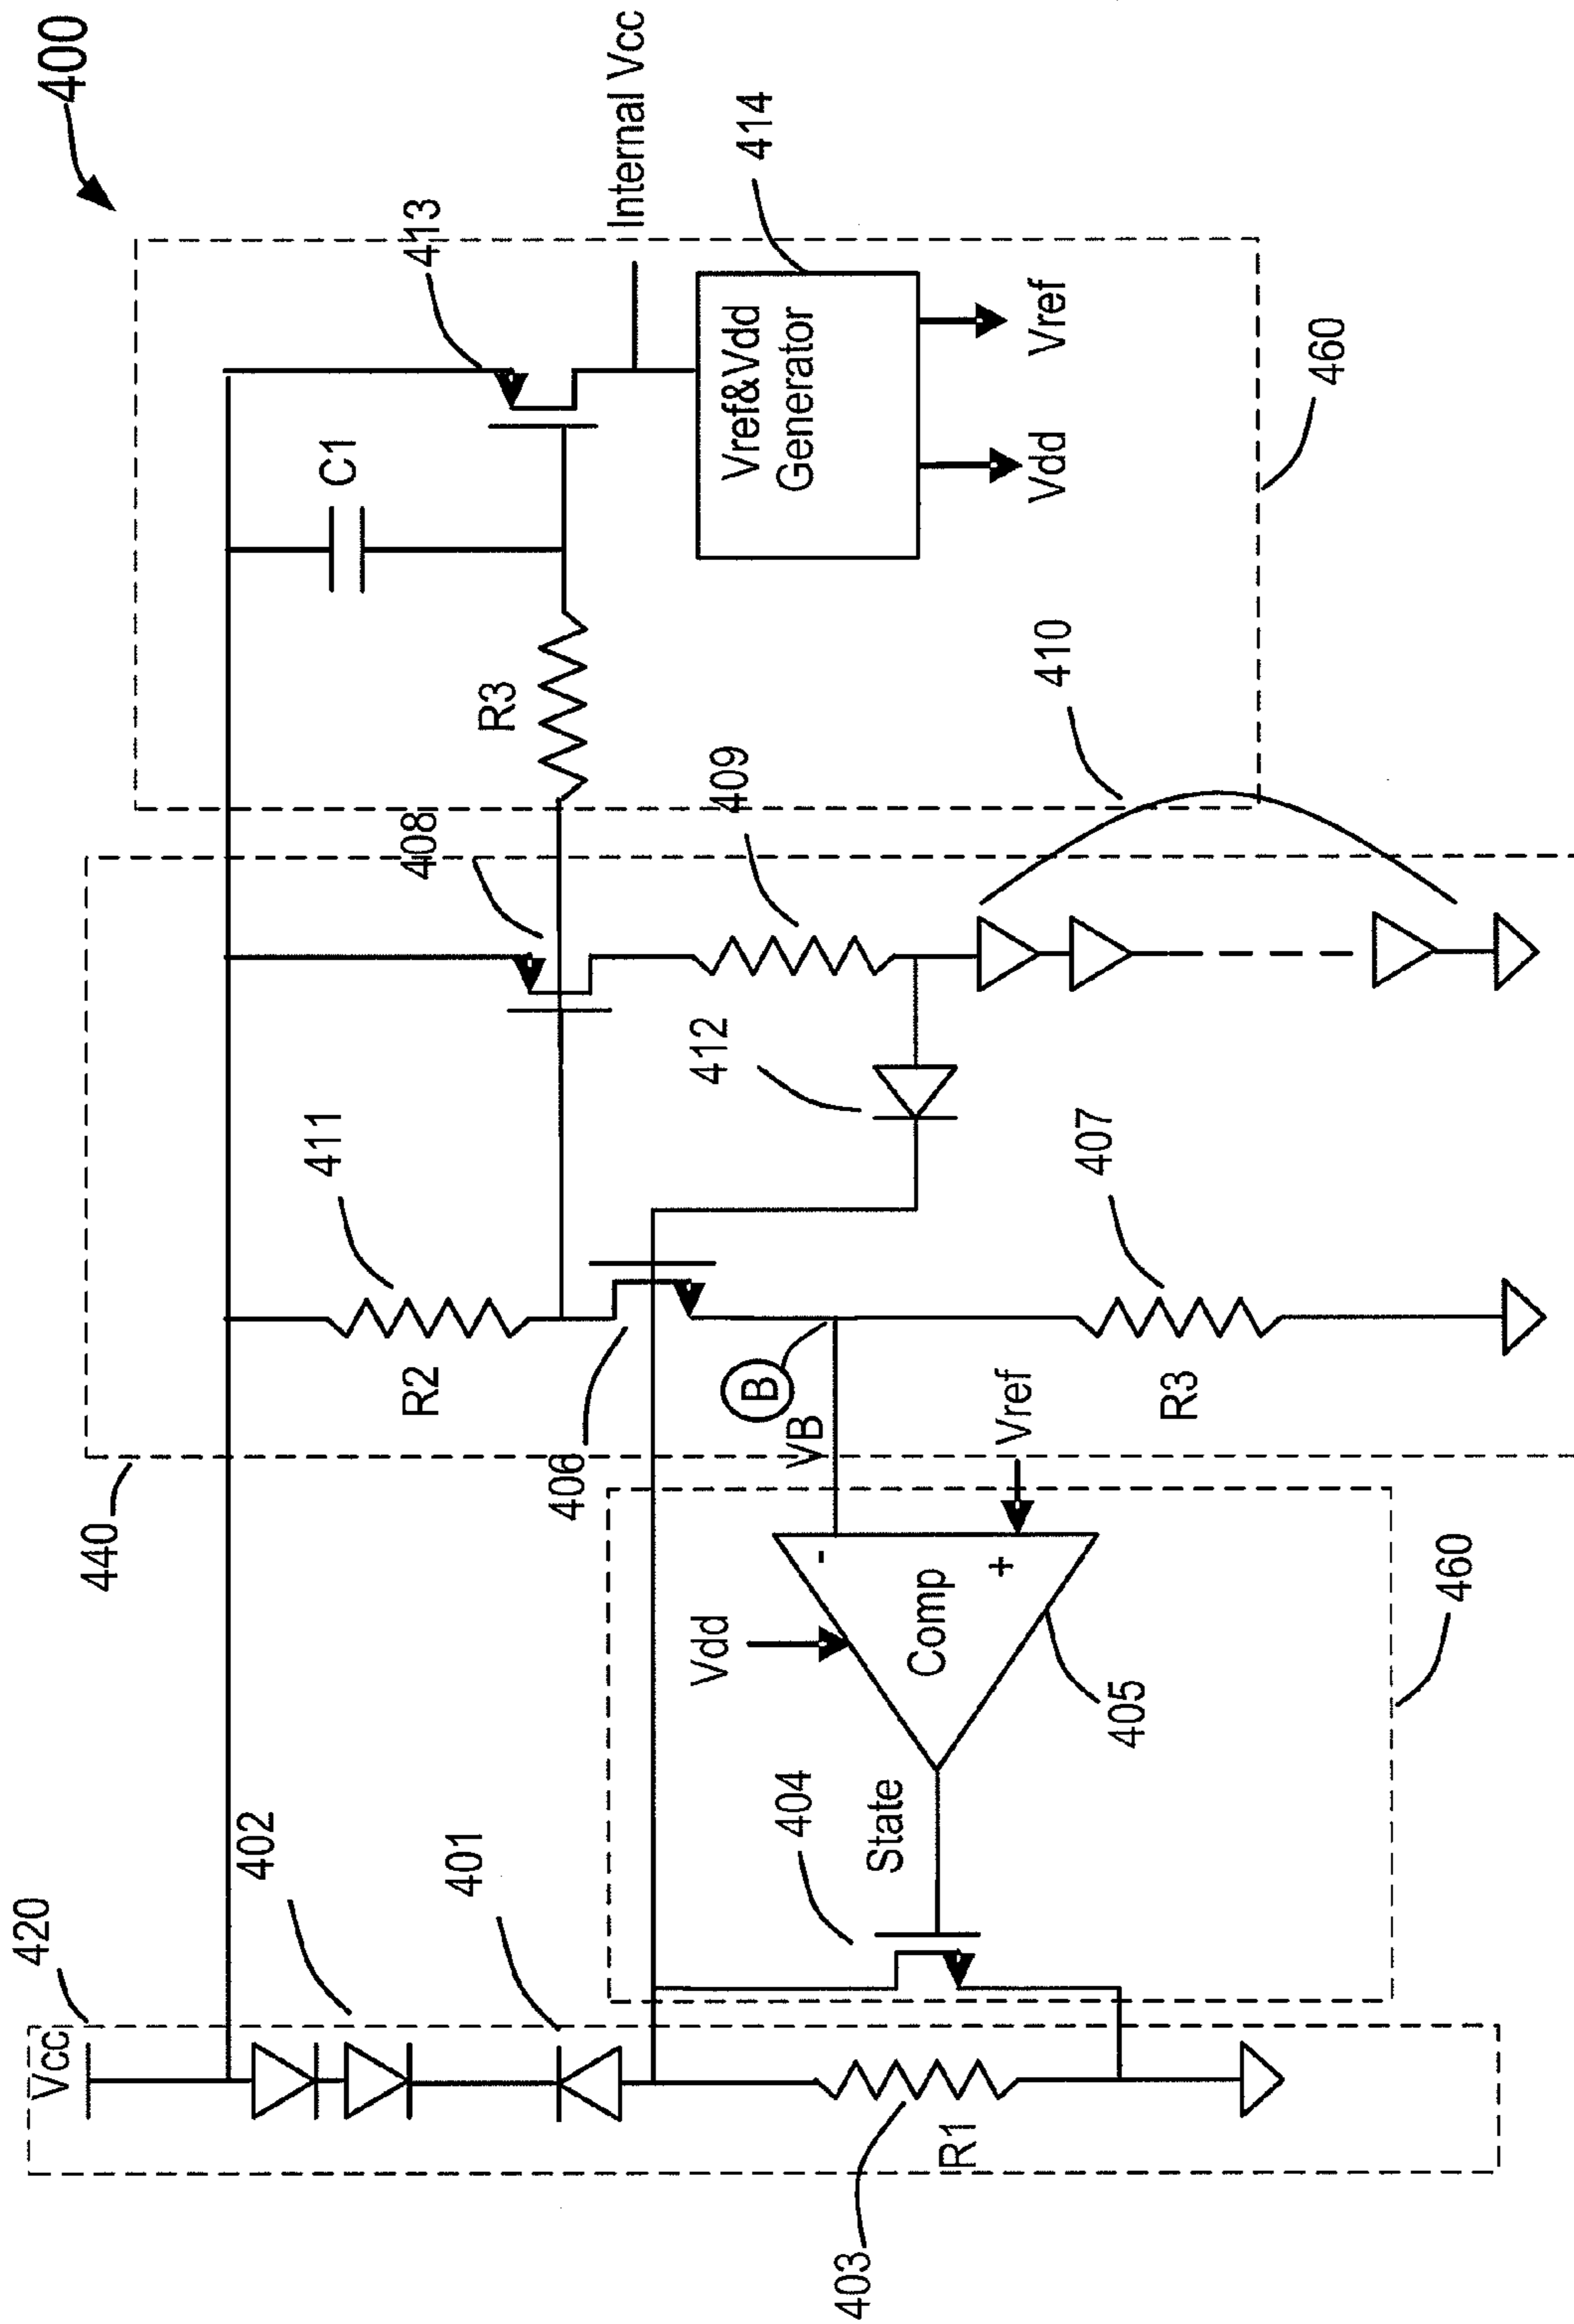 400
420
Vcc
402
401
403
R1
404
State
Vdd
Comp
-
+
405
460
440
411
R2
406
B
VB
Vref
407
R3
412
408
409
410
R3
C1
413
Internal Vcc
414
Vref&Vdd
Generator
Vdd
Vref
460